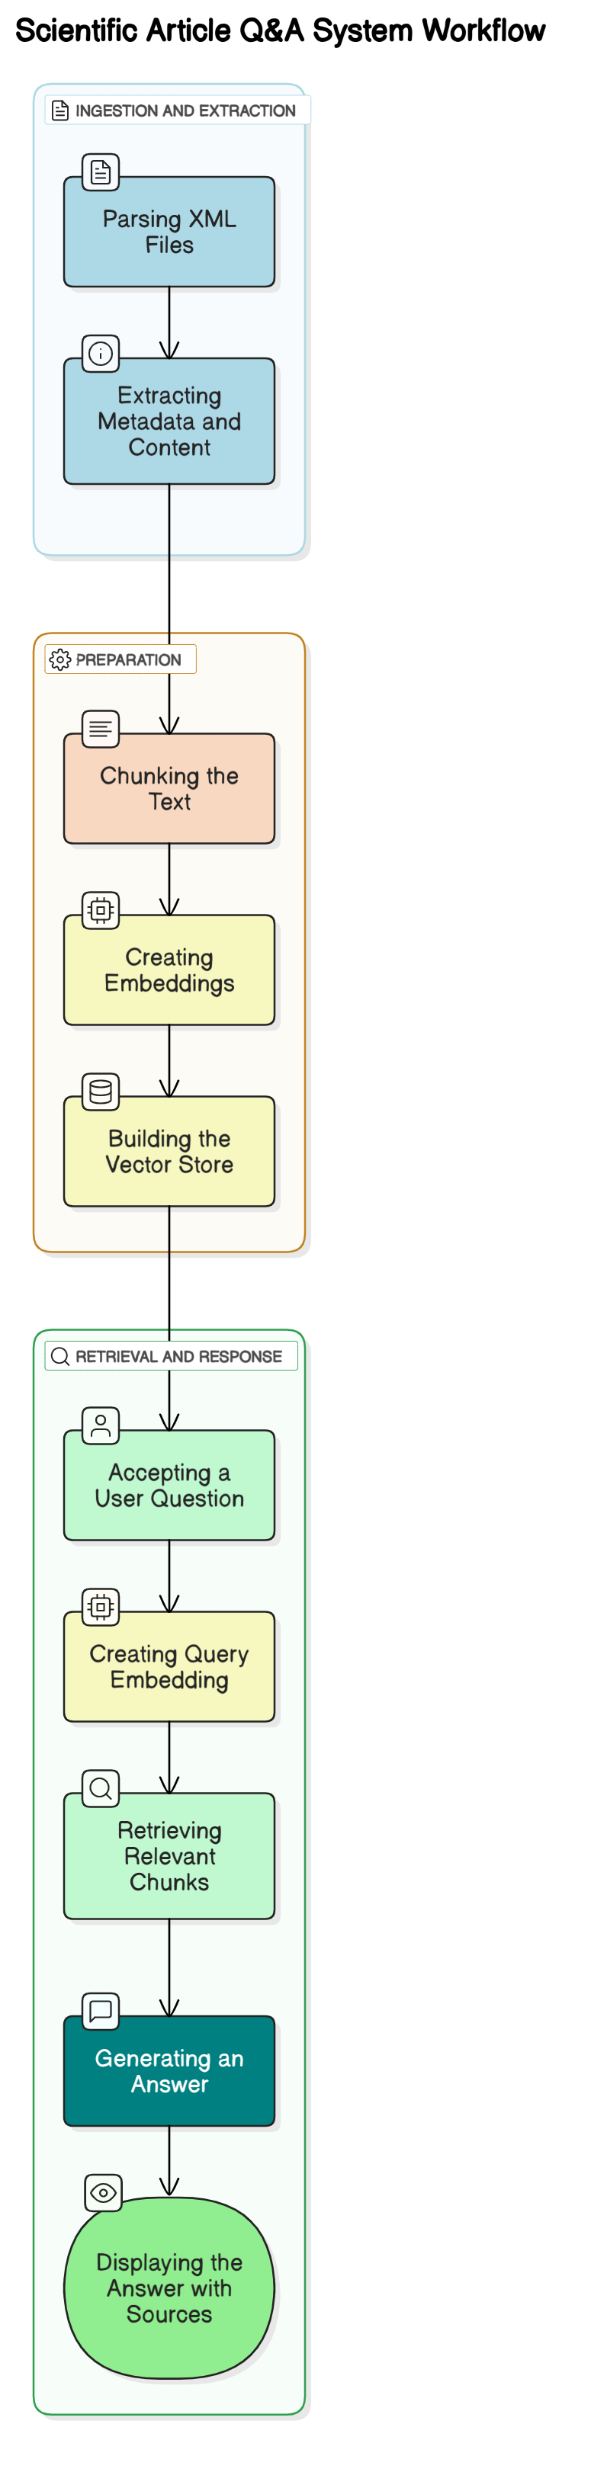 Scientific Article Q&A System Workflow
INGESTION AND EXTRACTION
Parsing XML
Files
Extracting
Metadata and
Content
PREPARATION
Chunking the
Text
Creating
Embeddings
Building the
Vector Store
RETRIEVAL AND RESPONSE
Accepting a
User Question
Creating Query
Embedding
Retrieving
Relevant
Chunks
Generating an
Answer
Displaying the
Answer with
Sources